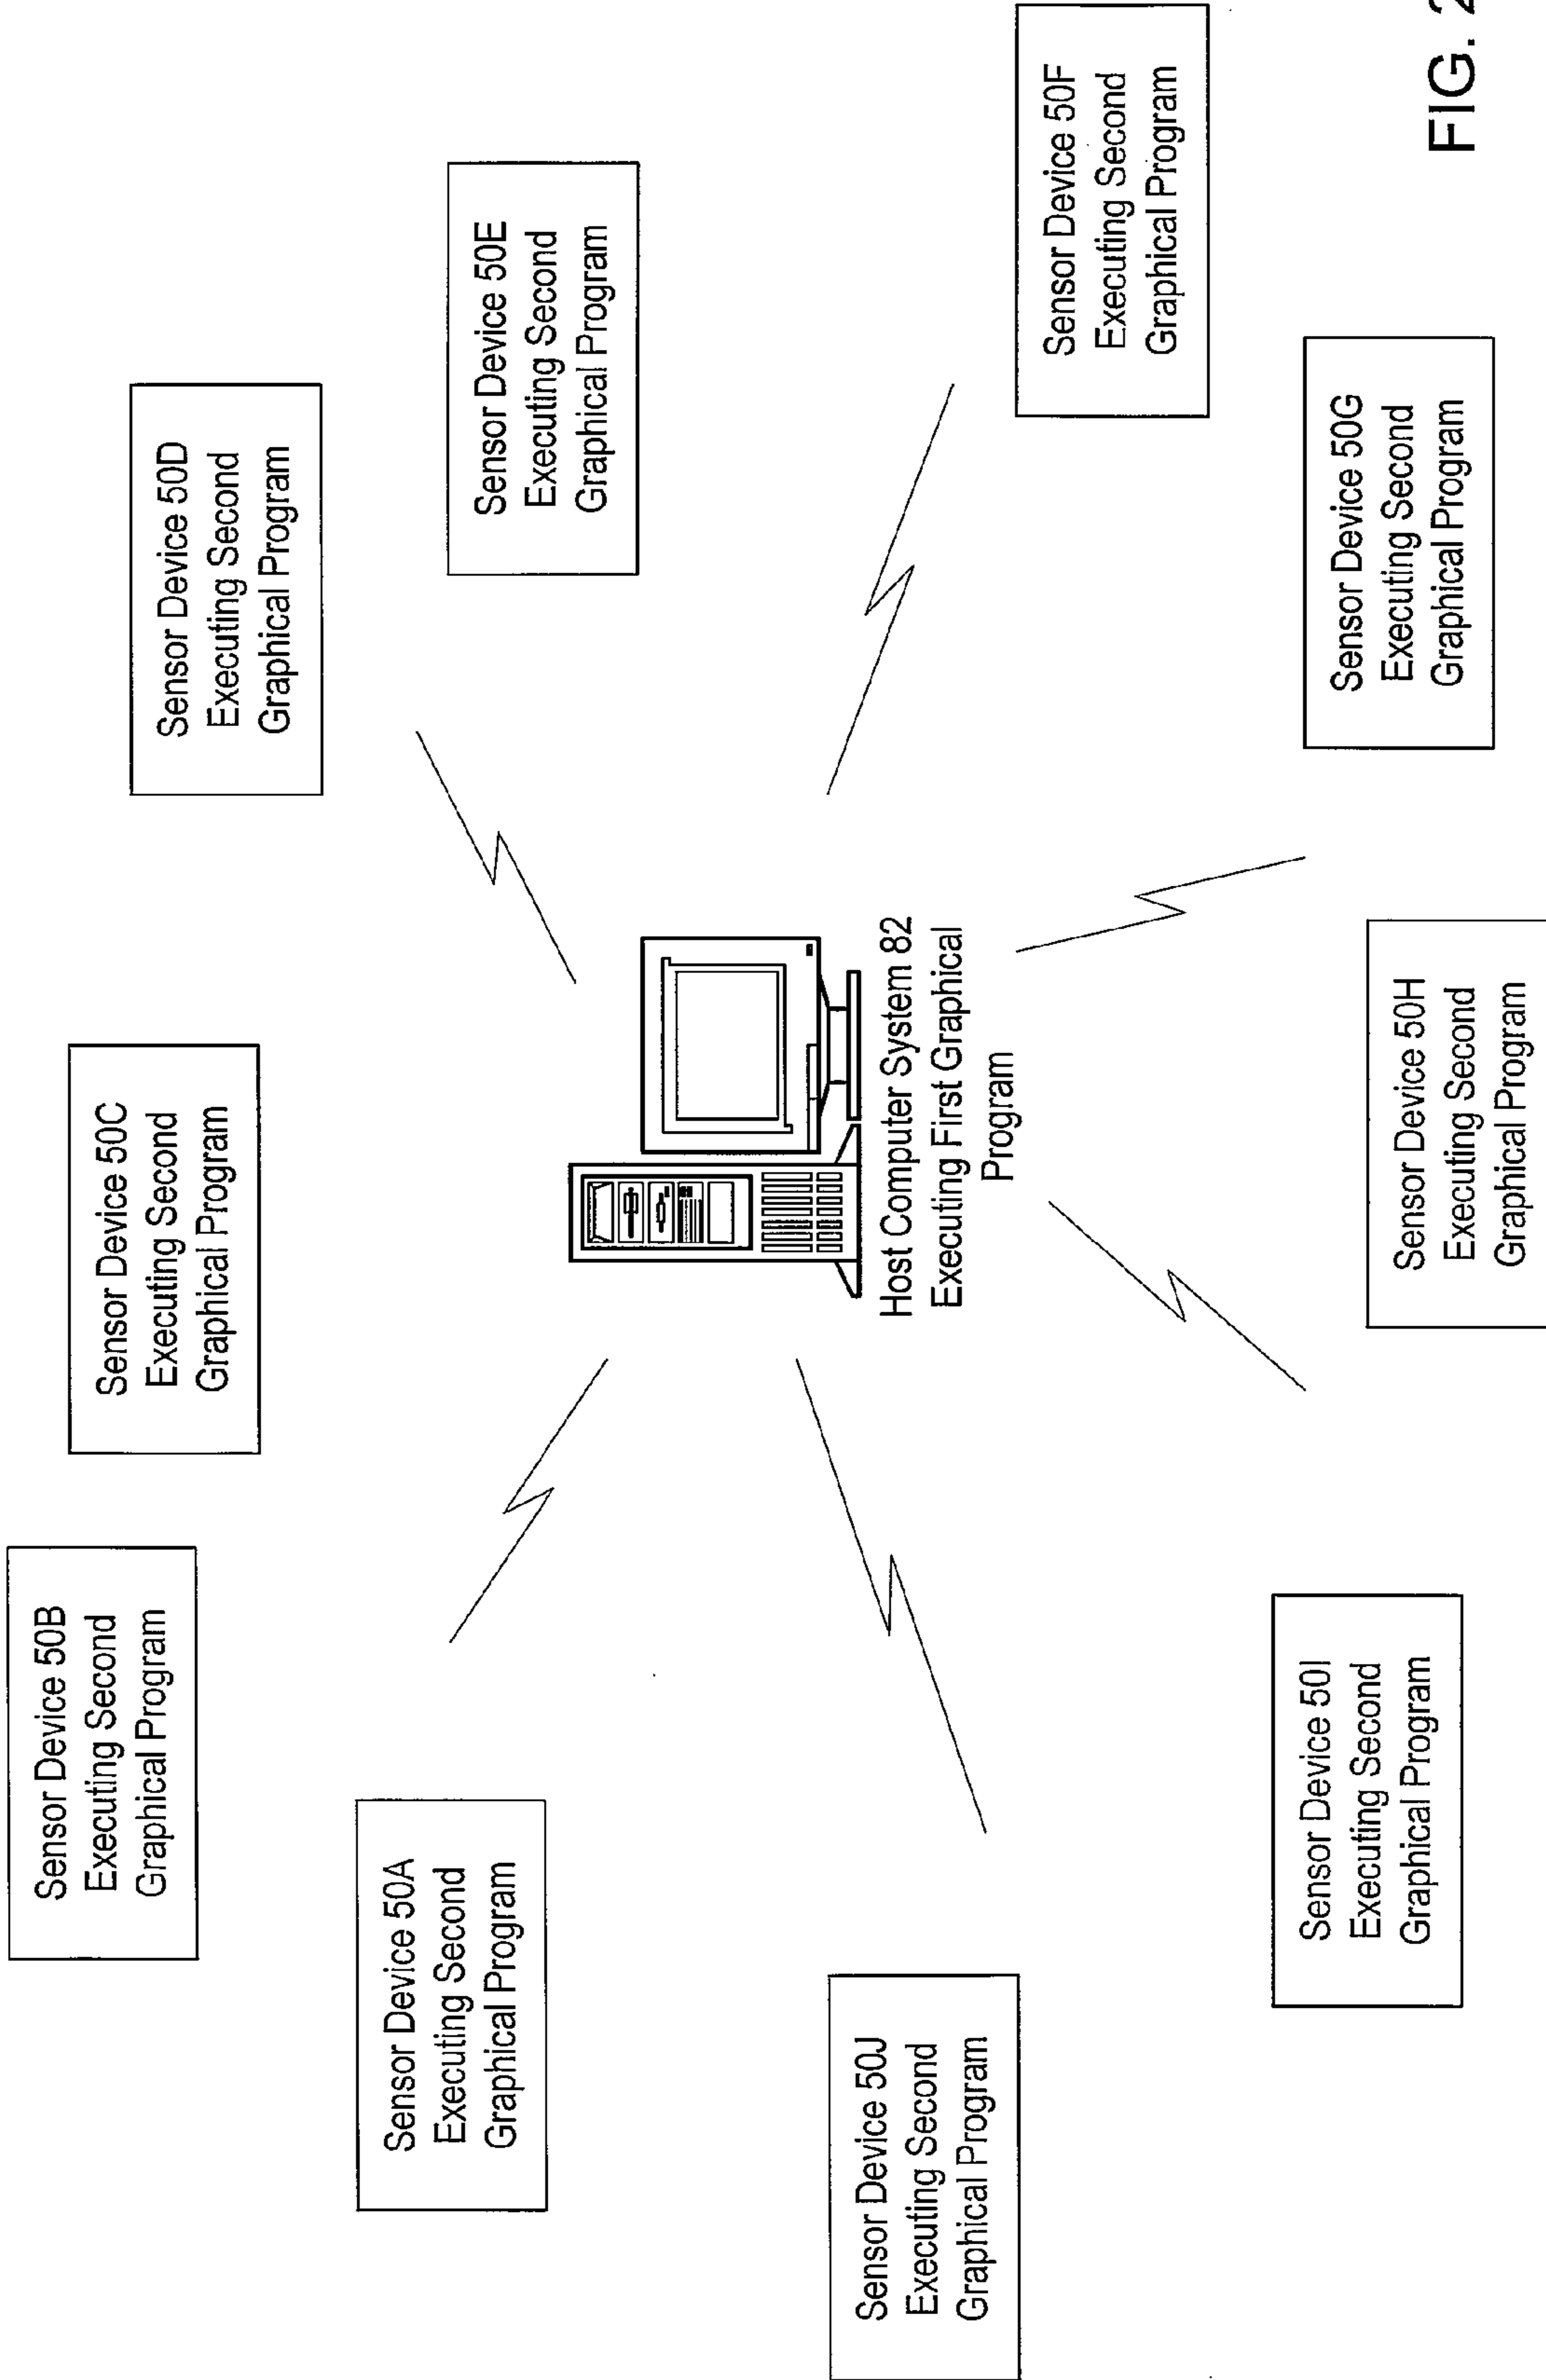 Sensor Device 50B
Executing Second
Graphical Program
Sensor Device 50C
Executing Second
Graphical Program
Sensor Device 50D
Executing Second
Graphical Program
Sensor Device 50A
Executing Second
Graphical Program
Sensor Device 50E
Executing Second
Graphical Program
Host Computer System 82
Executing First Graphical
Program
Sensor Device 50J
Executing Second
Graphical Program
Sensor Device 50F
Executing Second
Graphical Program
Sensor Device 50I
Executing Second
Graphical Program
Sensor Device 50H
Executing Second
Graphical Program
Sensor Device 50G
Executing Second
Graphical Program
FIG. 2